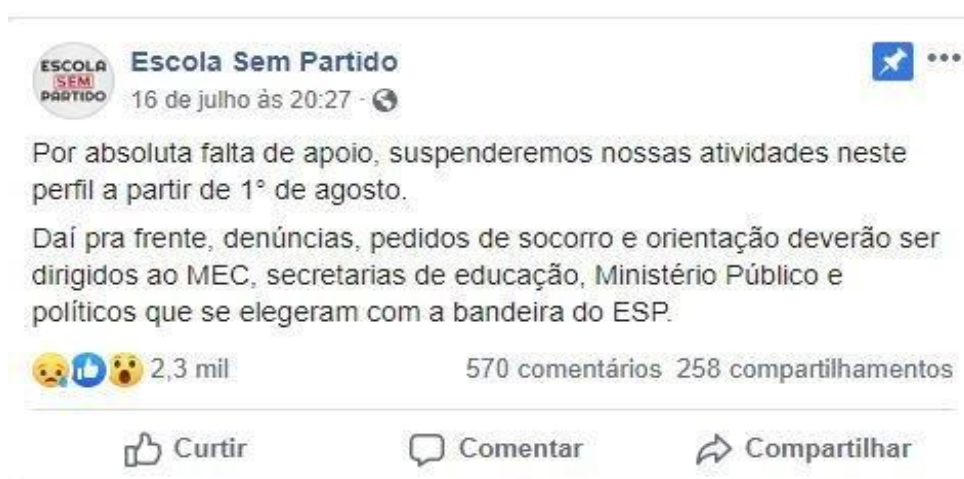 ESCOLA
SEM
PARTIDO
Escola Sem Partido
16 de julho às 20:27 ·
Por absoluta falta de apoio, suspenderemos nossas atividades neste
perfil a partir de 1° de agosto.
Daí pra frente, denúncias, pedidos de socorro e orientação deverão ser
dirigidos ao MEC, secretarias de educação, Ministério Público e
políticos que se elegeram com a bandeira do ESP.
2,3 mil 570 comentários 258 compartilhamentos
Curtir Comentar Compartilhar